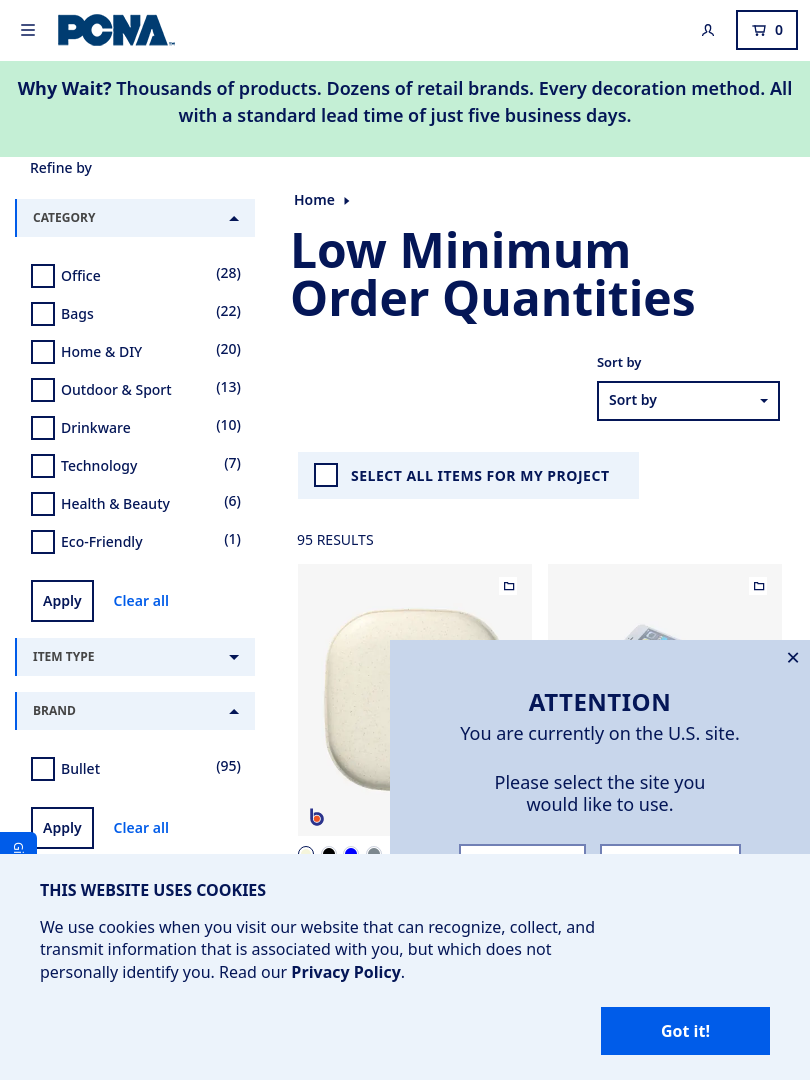 PCNA
0
Why Wait? Thousands of products. Dozens of retail brands. Every decoration method. All
with a standard lead time of just five business days.
Refine by
CATEGORY
Office (28)
Bags (22)
Home & DIY (20)
Outdoor & Sport (13)
Drinkware (10)
Technology (7)
Health & Beauty (6)
Eco-Friendly (1)
Apply Clear all
ITEM TYPE
BRAND
Bullet (95)
Apply Clear all
Home
Low Minimum
Order Quantities
Sort by
Sort by
SELECT ALL ITEMS FOR MY PROJECT
95 RESULTS
b
ATTENTION
You are currently on the U.S. site.
Please select the site you
would like to use.
THIS WEBSITE USES COOKIES
We use cookies when you visit our website that can recognize, collect, and
transmit information that is associated with you, but which does not
personally identify you. Read our Privacy Policy.
Got it!